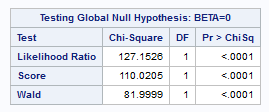 Testing Global Null Hypothesis: BETA=0
Test Chi-Square DF Pr > ChiSq
Likelihood Ratio 127.1526 1 <.0001
Score 110.0205 1 <.0001
Wald 81.9999 1 <.0001